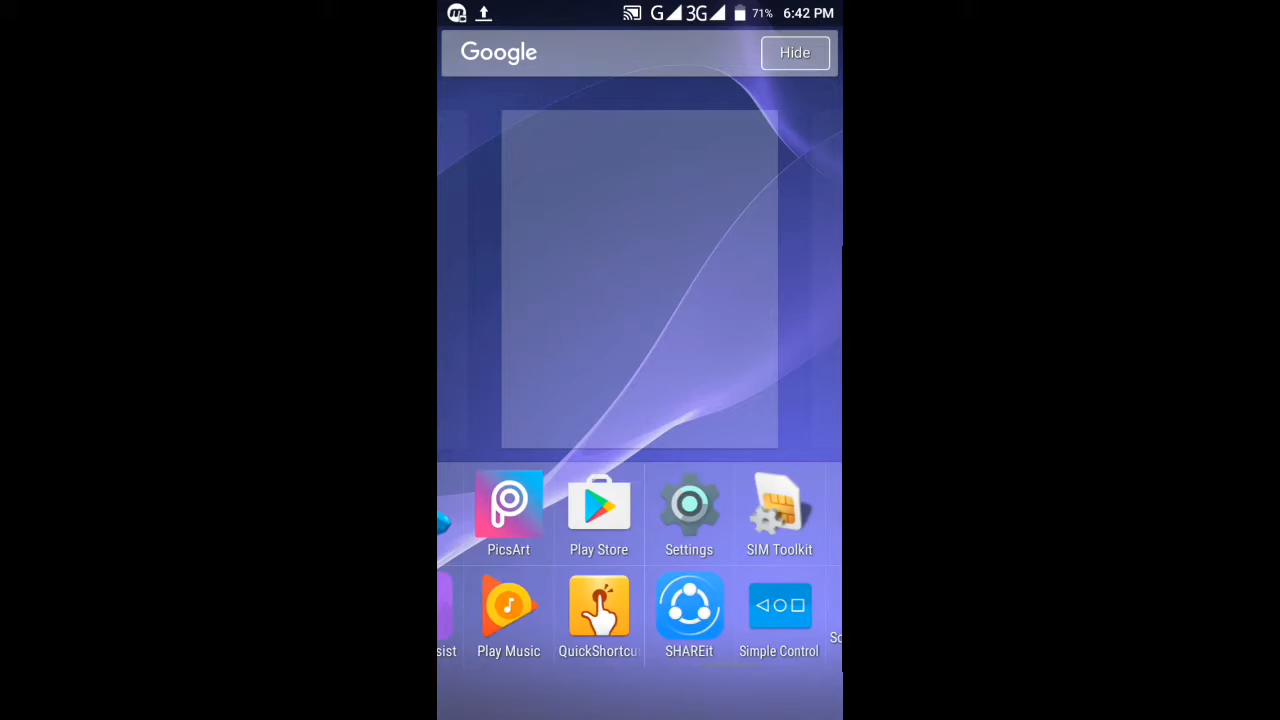 G 3G 71% 6:42 PM
Google Hide
PicsArt Play Store Settings SIM Toolkit
sist Play Music QuickShortcu SHAREit Simple Control